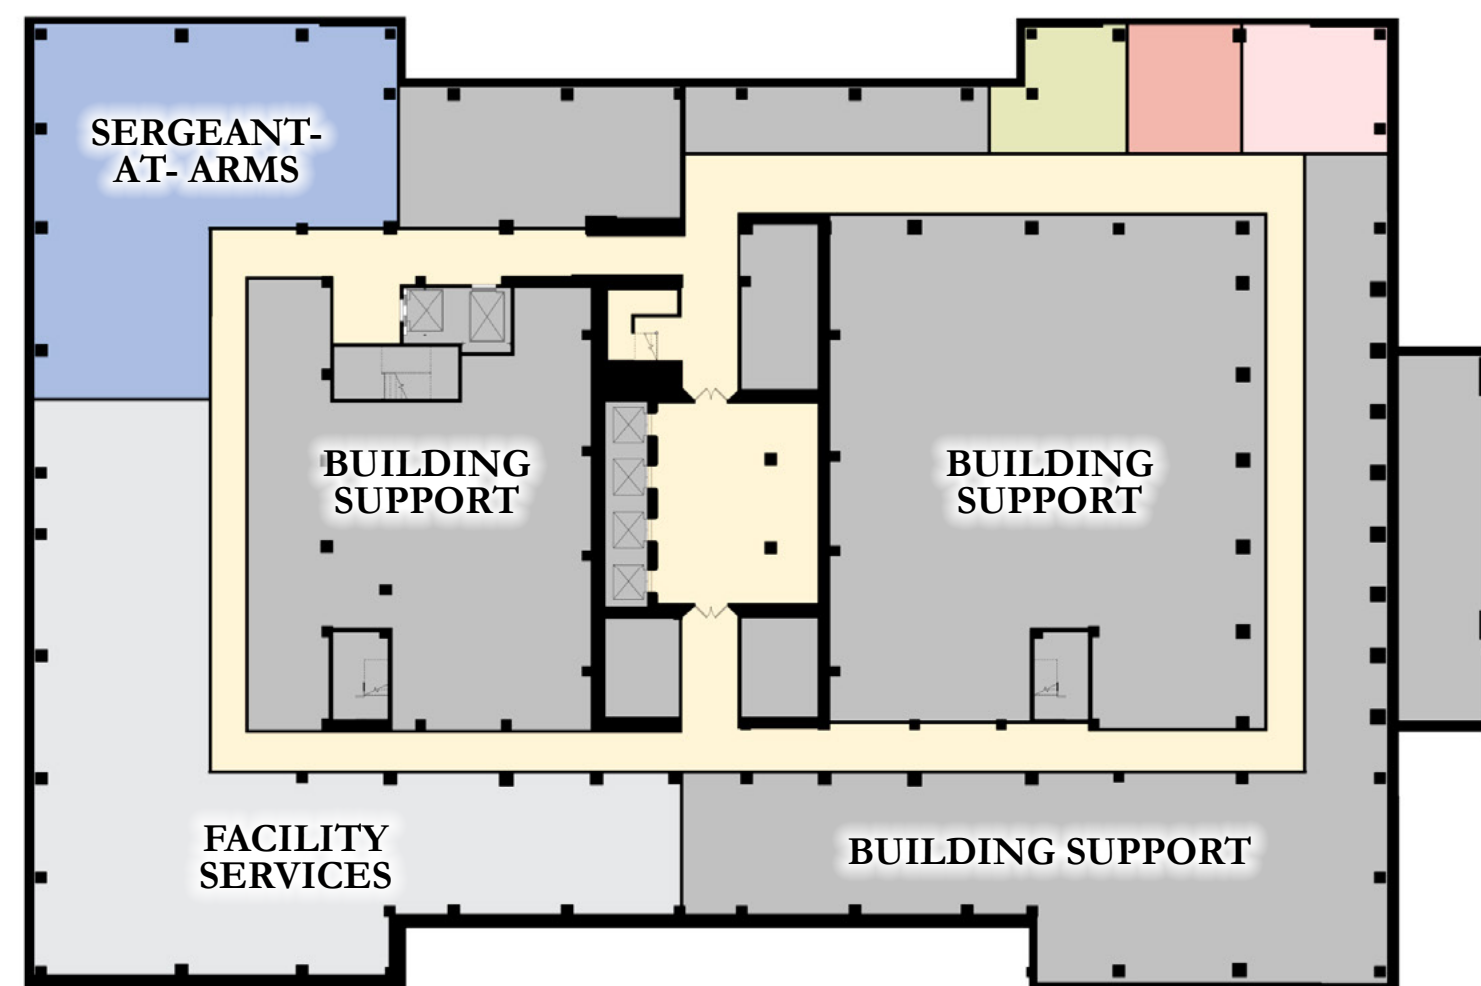 SERGEANT-
AT- ARMS
BUILDING
SUPPORT
BUILDING
SUPPORT
FACILITY
SERVICES
BUILDING SUPPORT